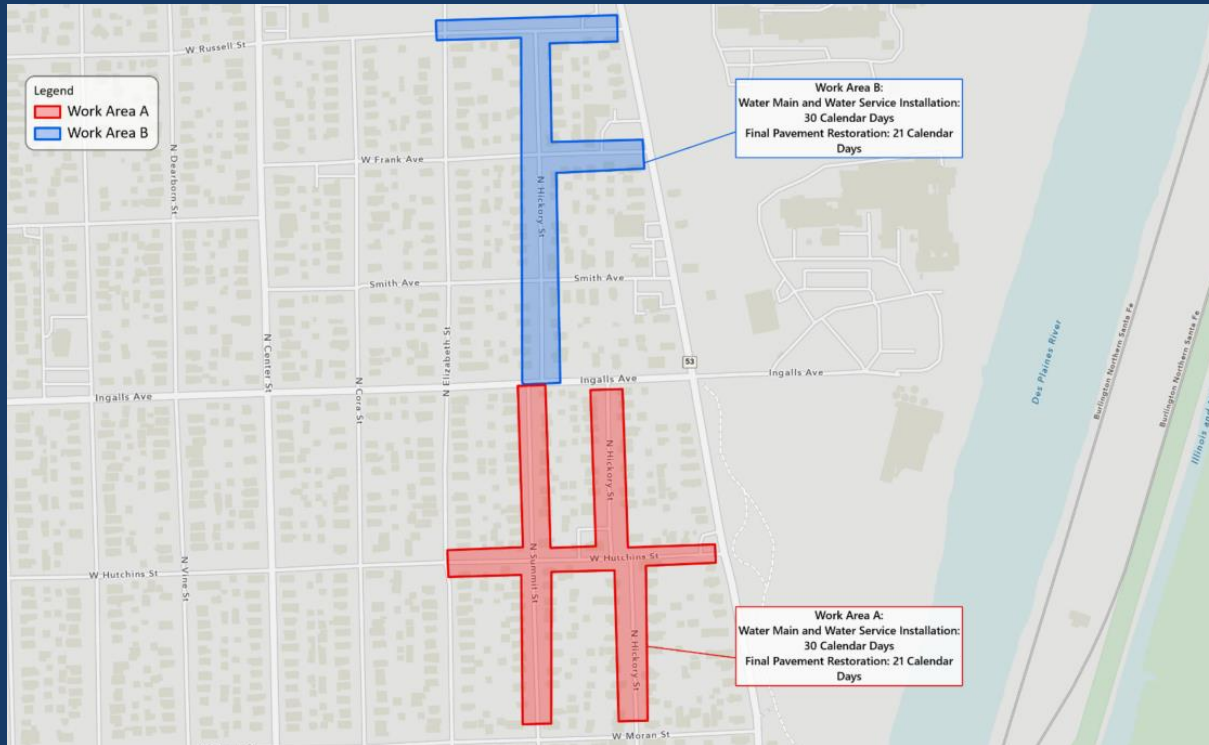 W Russell St
Legend
Work Area A
Work Area B
Work Area B:
Water Main and Water Service Installation:
30 Calendar Days
Final Pavement Restoration: 21 Calendar
Days
N Dearborn St
W Frank Ave
N Hickory St
Smith Ave
Smith Ave
N Center St
N Cora St
N Elizabeth St
53
Ingalls Ave
Ingalls Ave
Des Plaines River
Burlington Northern Santa Fe
Burlington Northern Santa Fe
Illinois and
N Hickory St
W Hutchins St
W Hutchins St
N Vine St
N Summit St
N Hickory St
Work Area A:
Water Main and Water Service Installation:
30 Calendar Days
Final Pavement Restoration: 21 Calendar
Days
W Moran St